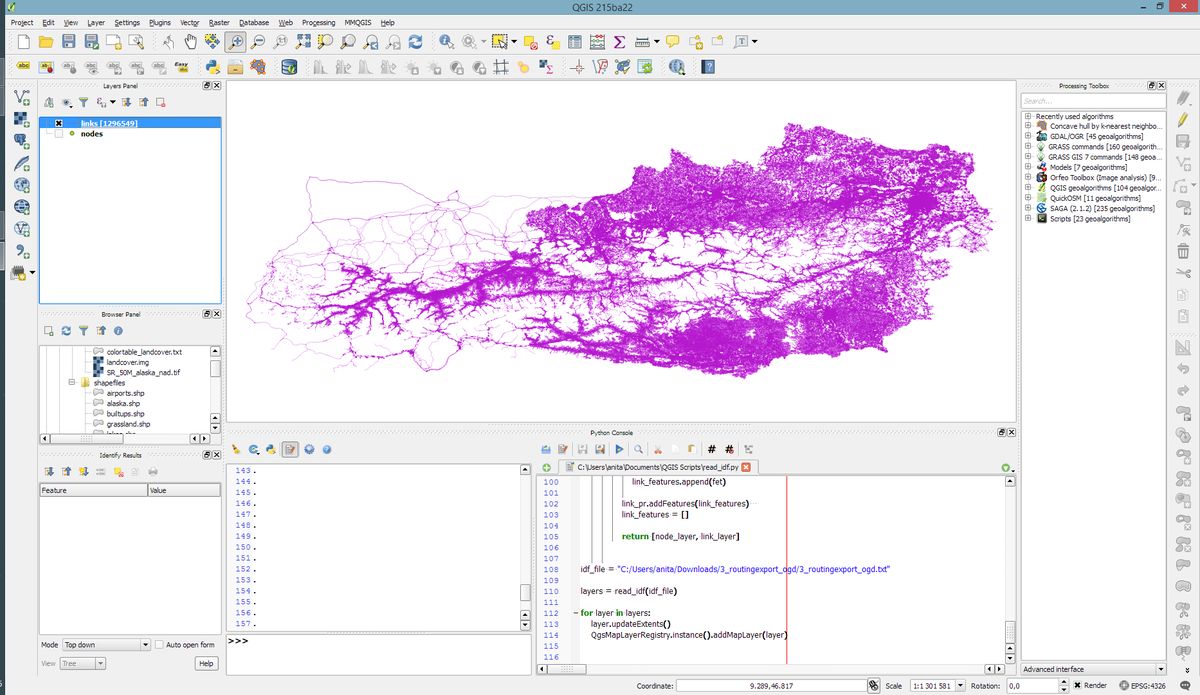 QGIS 215ba22
Project Edit View Layer Settings Plugins Vector Raster Database Web Processing MMQGIS Help
Layers Panel
links [1296549]
nodes
Browser Panel
colortable_landcover.txt
landcover.img
SR_50M_alaska_nad.tif
shapefiles
airports.shp
alaska.shp
builtups.shp
grassland.shp
Identify Results
Feature Value
Mode Top down Auto open form
View Tree Help
Python Console
143.
144.
145.
146.
147.
148.
149.
150.
151.
152.
153.
154.
155.
156.
157.
>>>
C:\Users\anita\Documents\QGIS Scripts\read_idf.py
100 link_features.append(fet)
101
102 link_pr.addFeatures(link_features)
103 link_features = []
104
105 return [node_layer, link_layer]
106
107
108 idf_file = "C:/Users/anita/Downloads/3_routingexport_ogd/3_routingexport_ogd.txt"
109
110 layers = read_idf(idf_file)
111
112 for layer in layers:
113 layer.updateExtents()
114 QgsMapLayerRegistry.instance().addMapLayer(layer)
115
116
Processing Toolbox
Search...
Recently used algorithms
Concave hull by k-nearest neighbo...
GDAL/OGR [45 geoalgorithms]
GRASS commands [160 geoalgorith...
GRASS GIS 7 commands [148 geoa...
Models [7 geoalgorithms]
Orfeo Toolbox (Image analysis) [9...
QGIS geoalgorithms [104 geoalgor...
QuickOSM [11 geoalgorithms]
SAGA (2.1.2) [235 geoalgorithms]
Scripts [23 geoalgorithms]
Advanced interface
Coordinate: 9.289,46.817 Scale 1:1 301 581 Rotation: 0,0 Render EPSG:4326